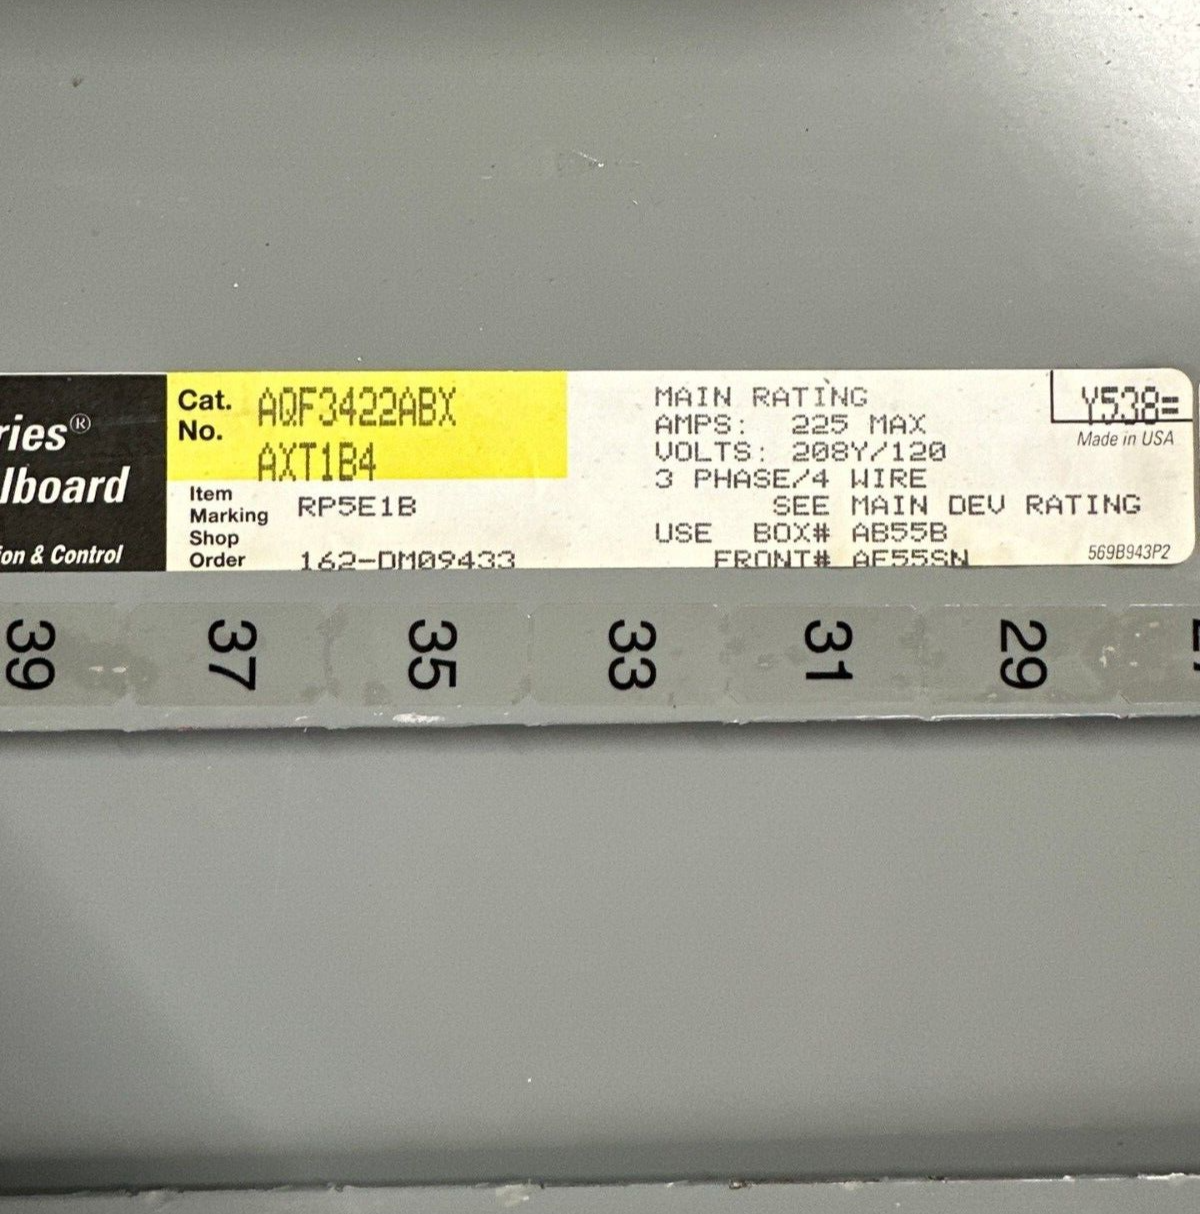 ries®
lboard
ion & Control
Cat. No. AQF3422ABX
AXT1B4
Item Marking RP5E1B
Shop Order 162-DM09433
MAIN RATING
AMPS: 225 MAX
VOLTS: 208Y/120
3 PHASE/4 WIRE
SEE MAIN DEV RATING
USE BOX# AB55B
FRONT# AF55SN
Y538=
Made in USA
569B943P2
39 37 35 33 31 29